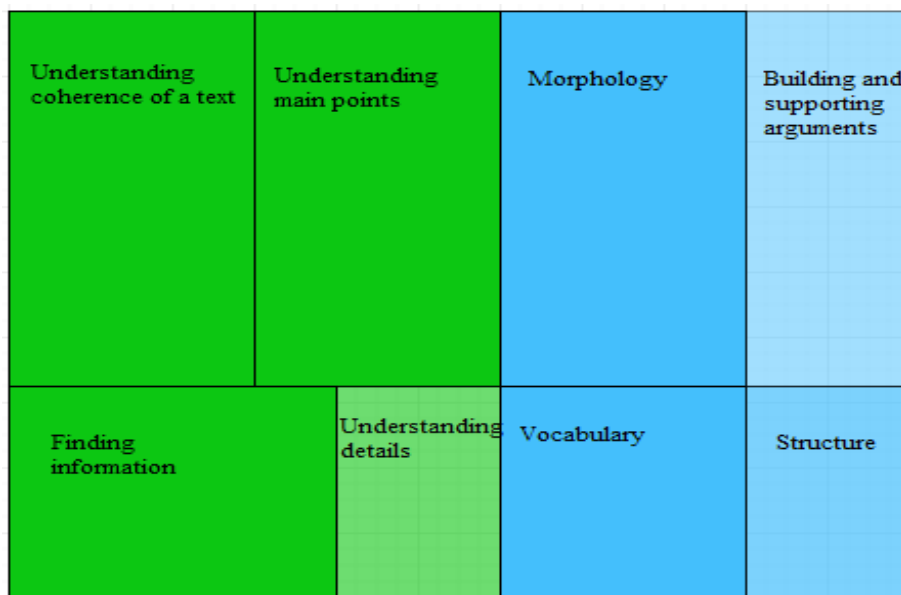 Understanding
coherence of a text
Understanding
main points
Morphology
Building and
supporting
arguments
Finding
information
Understanding
details
Vocabulary
Structure